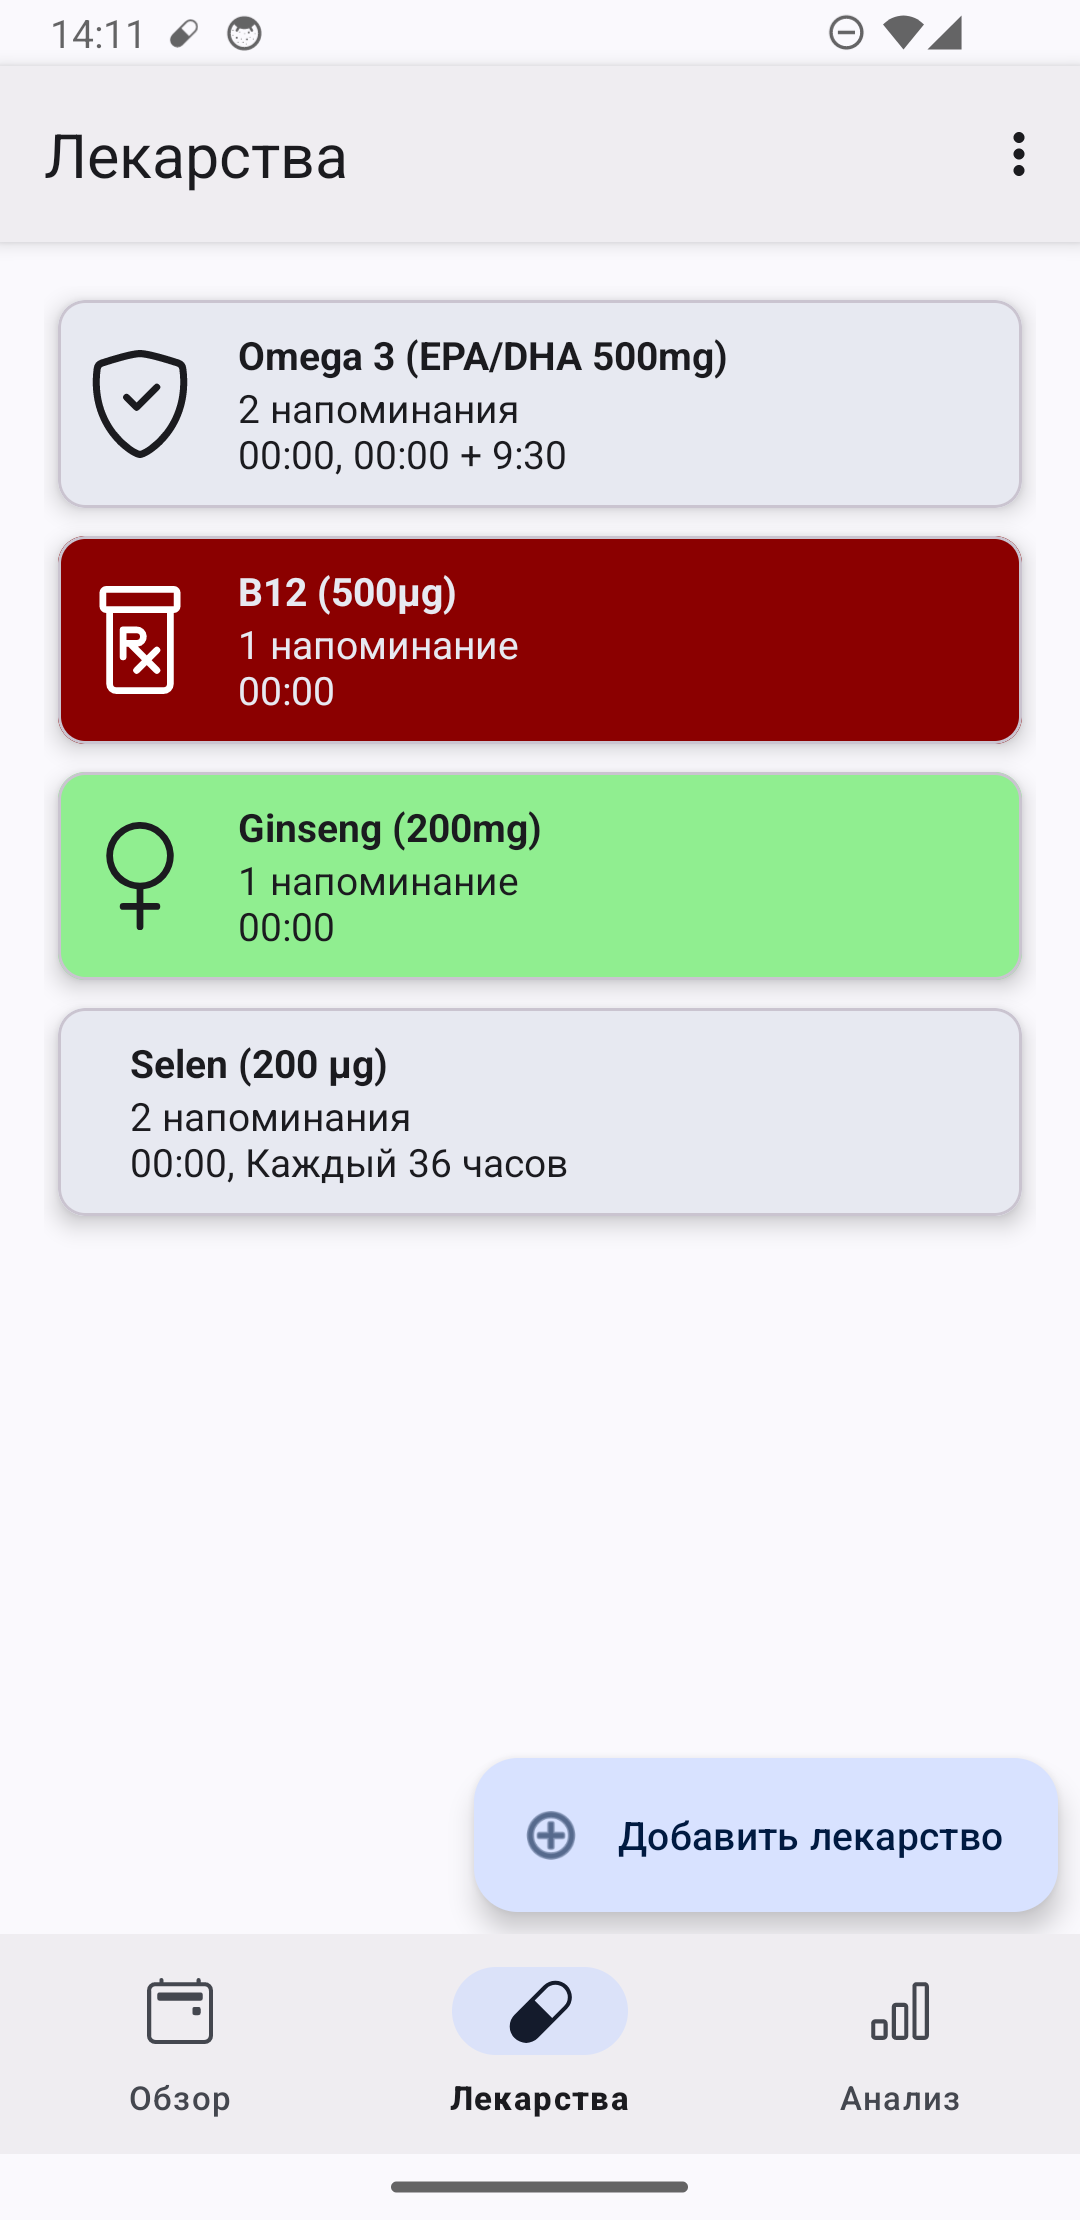 14:11
Лекарства
Omega 3 (EPA/DHA 500mg)
2 напоминания
00:00, 00:00 + 9:30
B12 (500µg)
1 напоминание
00:00
Ginseng (200mg)
1 напоминание
00:00
Selen (200 µg)
2 напоминания
00:00, Каждый 36 часов
Добавить лекарство
Обзор
Лекарства
Анализ